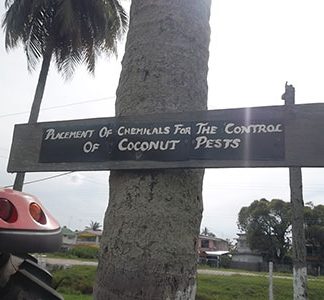 Placement Of Chemicals For The Control
Of Coconut Pests